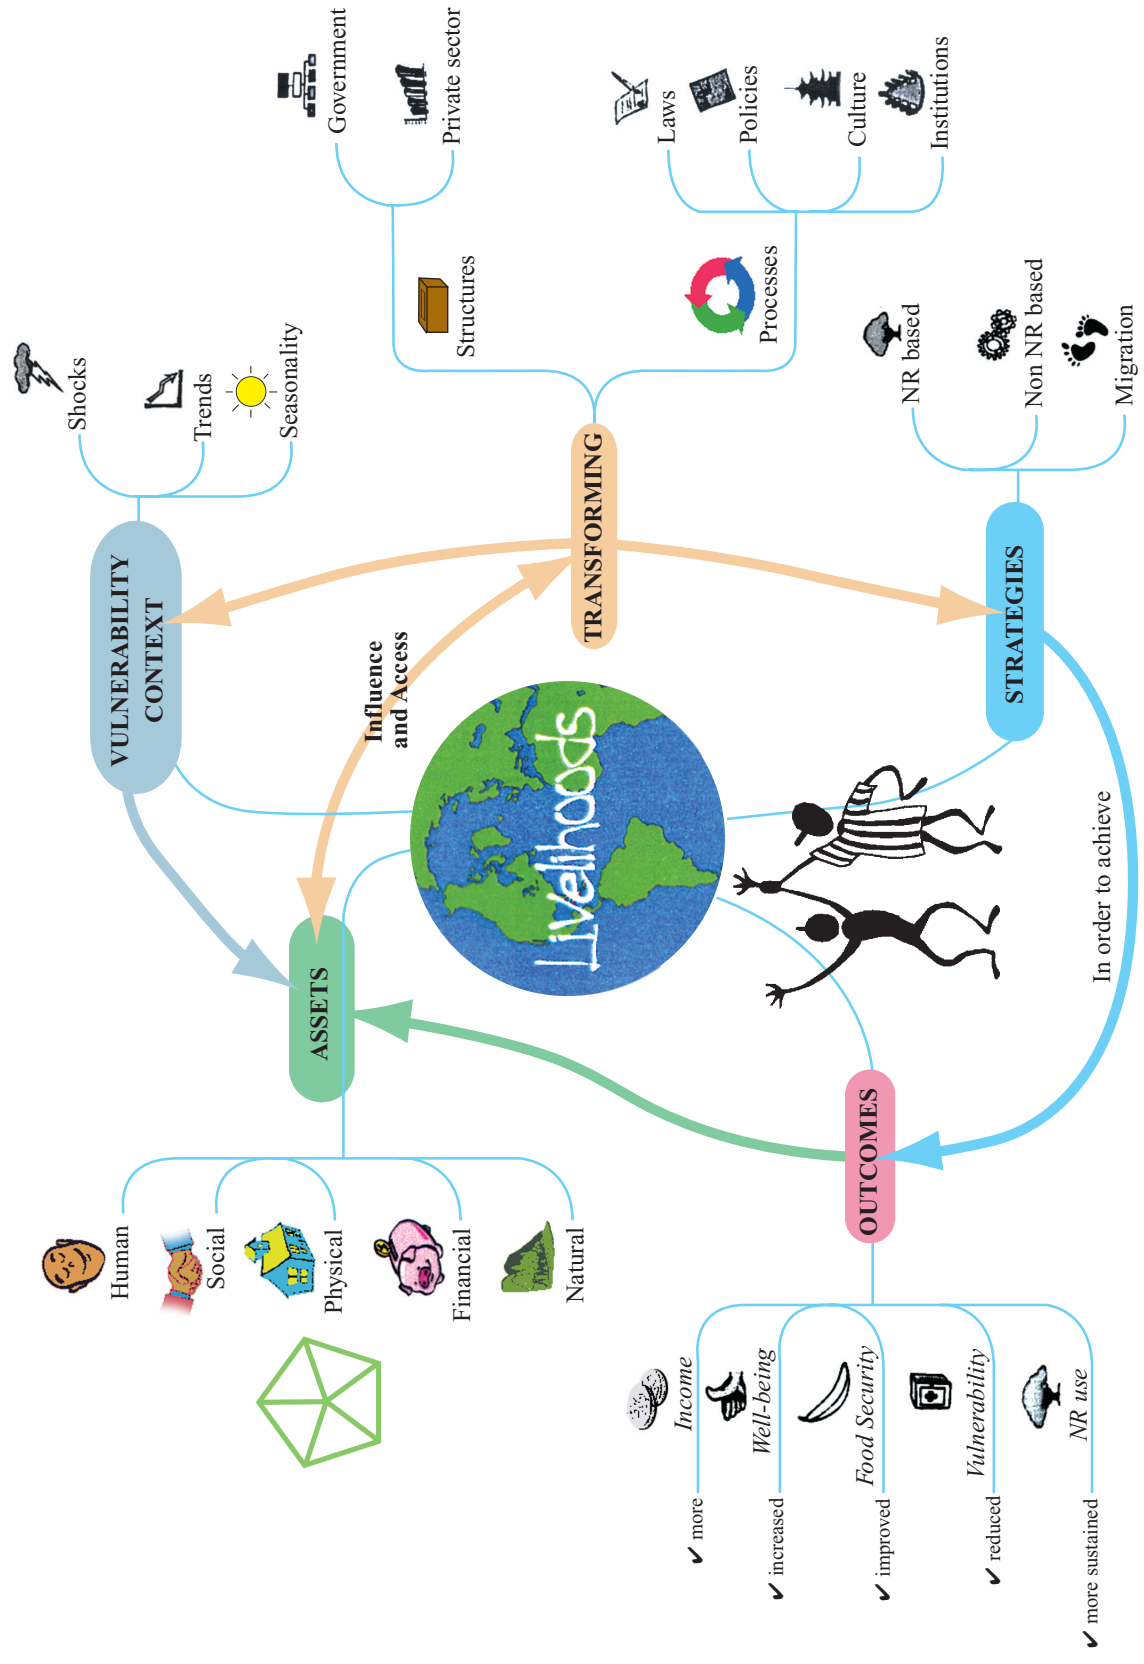 Human
Social
Physical
Financial
Natural
ASSETS
VULNERABILITY
CONTEXT
Shocks
Trends
Seasonality
Influence
and Access
Livelihoods
TRANSFORMING
Structures
Government
Private sector
Processes
Laws
Policies
Culture
Institutions
STRATEGIES
NR based
Non NR based
Migration
In order to achieve
OUTCOMES
✔ more Income
✔ increased Well-being
✔ improved Food Security
✔ reduced Vulnerability
✔ more sustained NR use